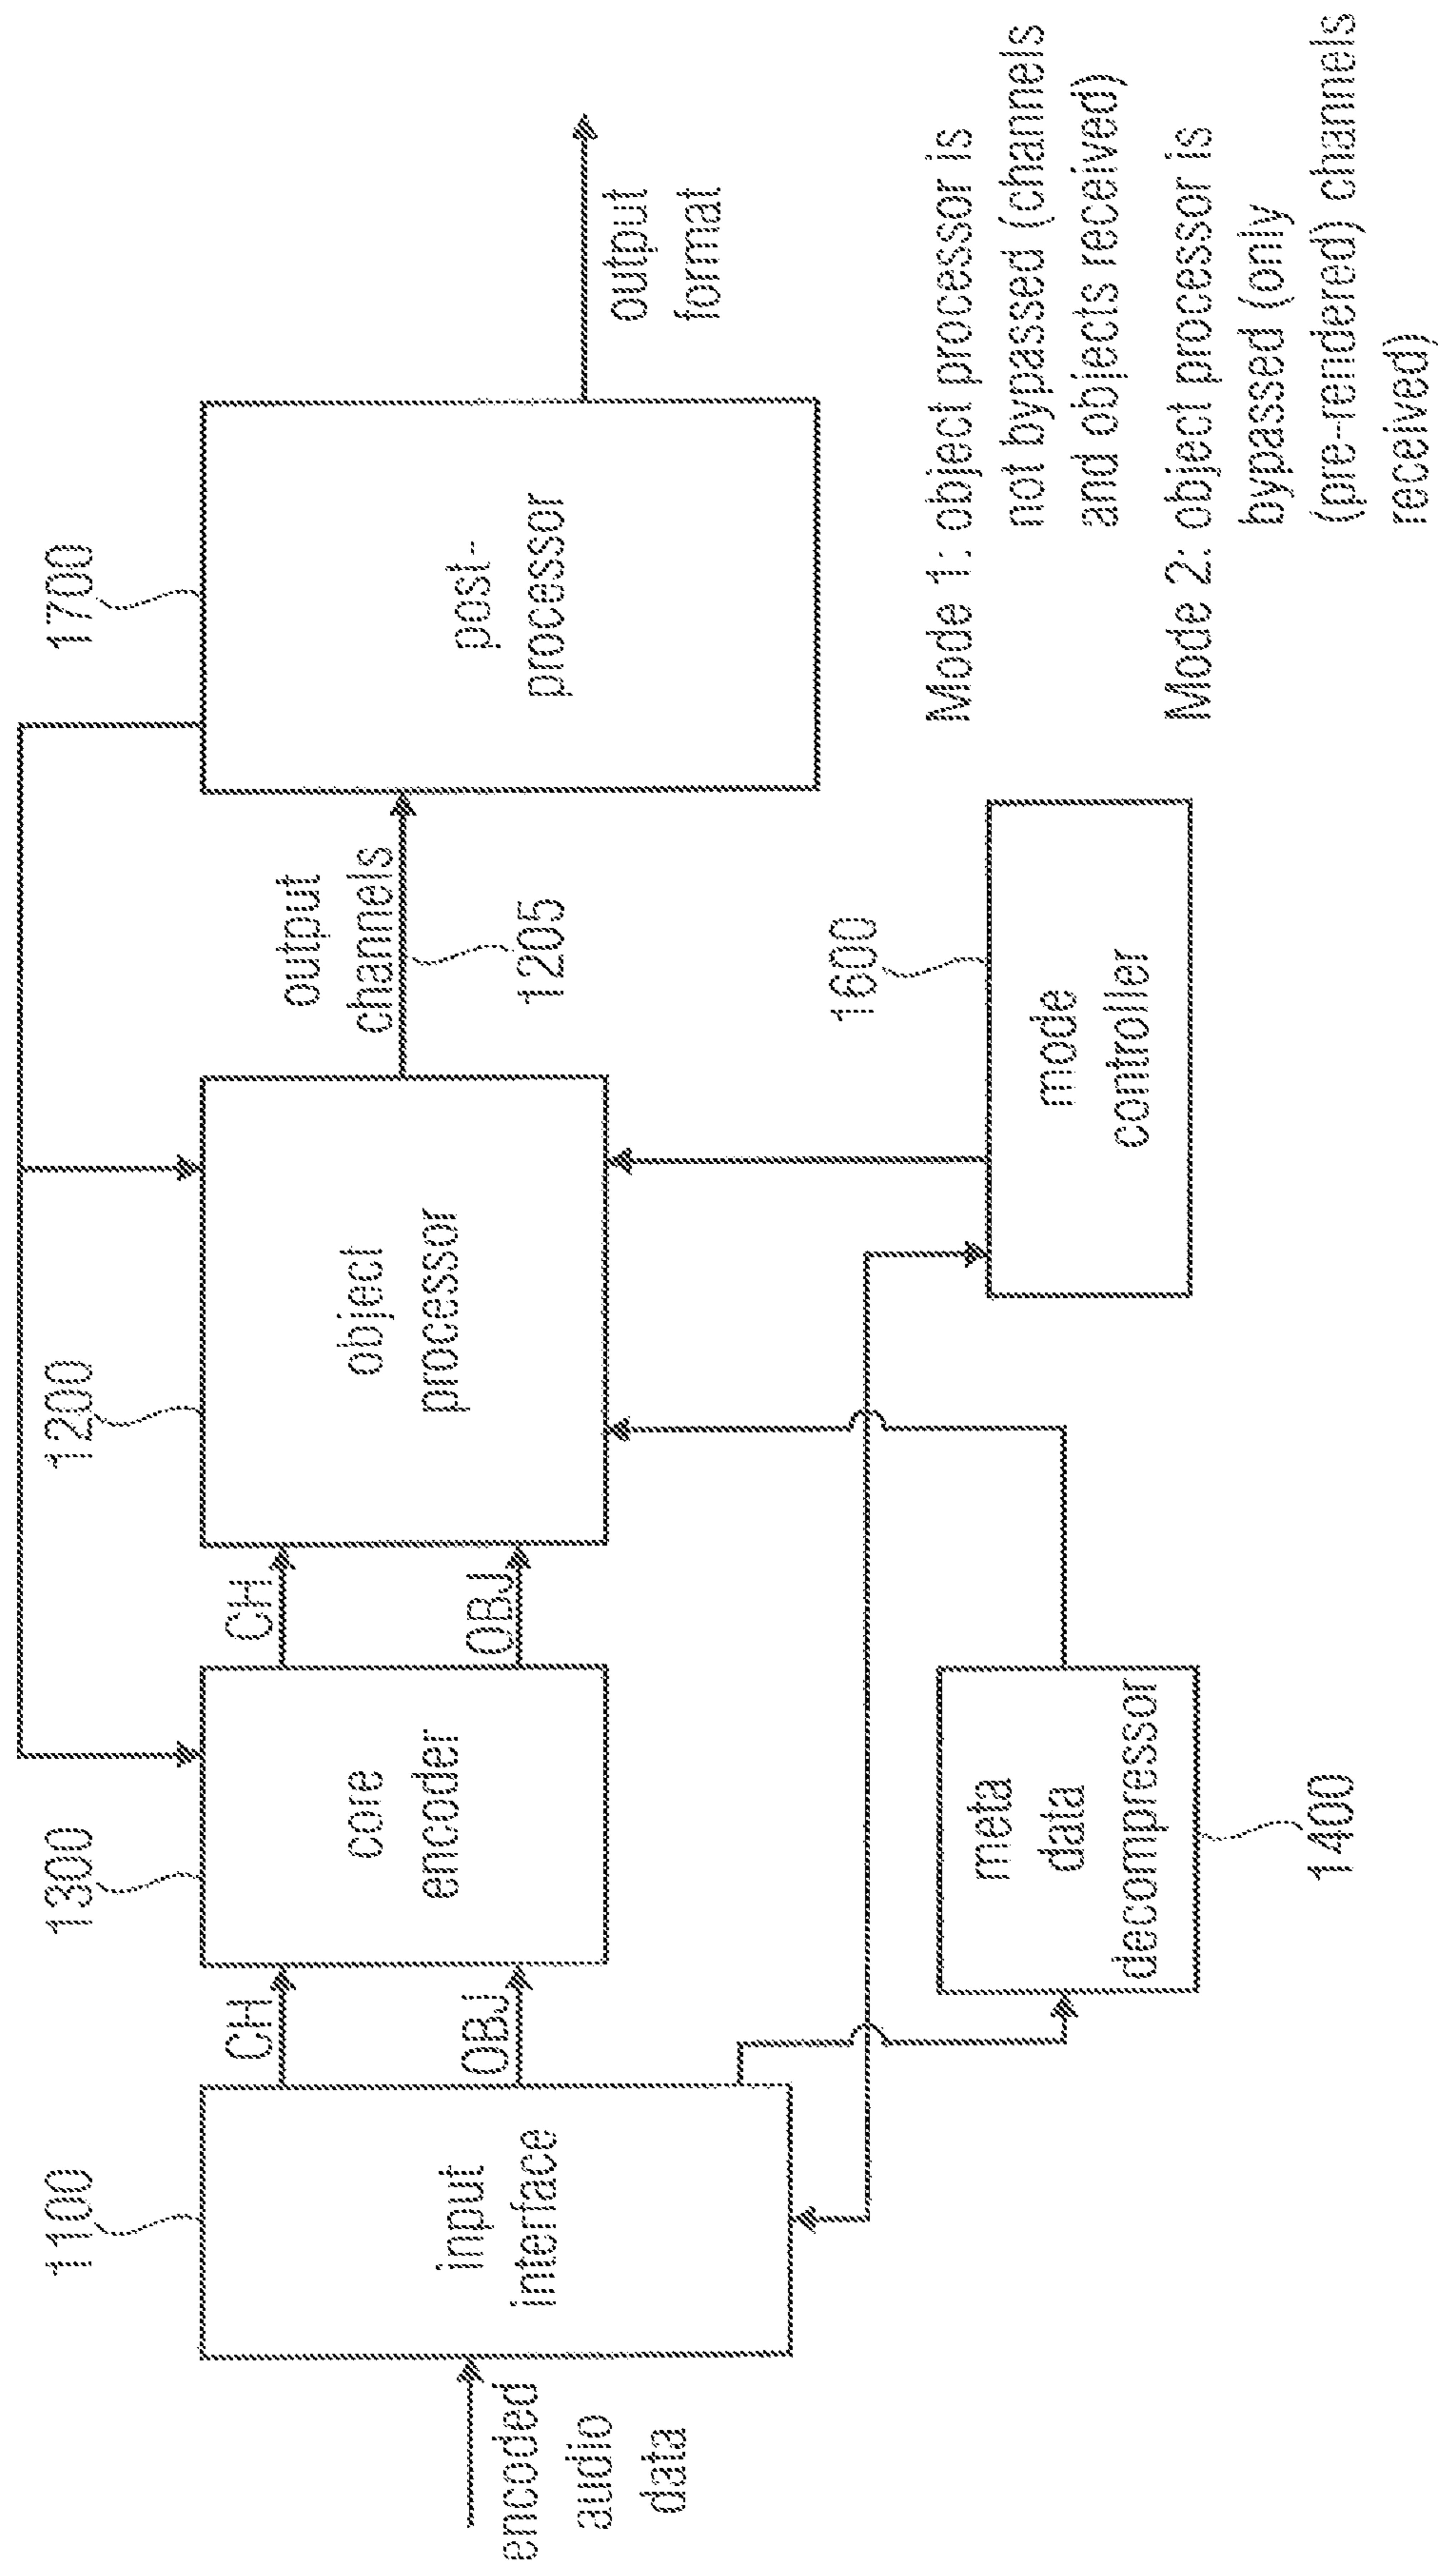 1100
1300
1200
1700
encoded
audio
data
input
interface
CH
OBJ
core
encoder
CH
OBJ
object
processor
output
channels
1205
post-
processor
output
format
meta
data
decompressor
1400
mode
controller
1600
Mode 1: object processor is
not bypassed (channels
and objects received)
Mode 2: object processor is
bypassed (only
(pre-rendered) channels
received)